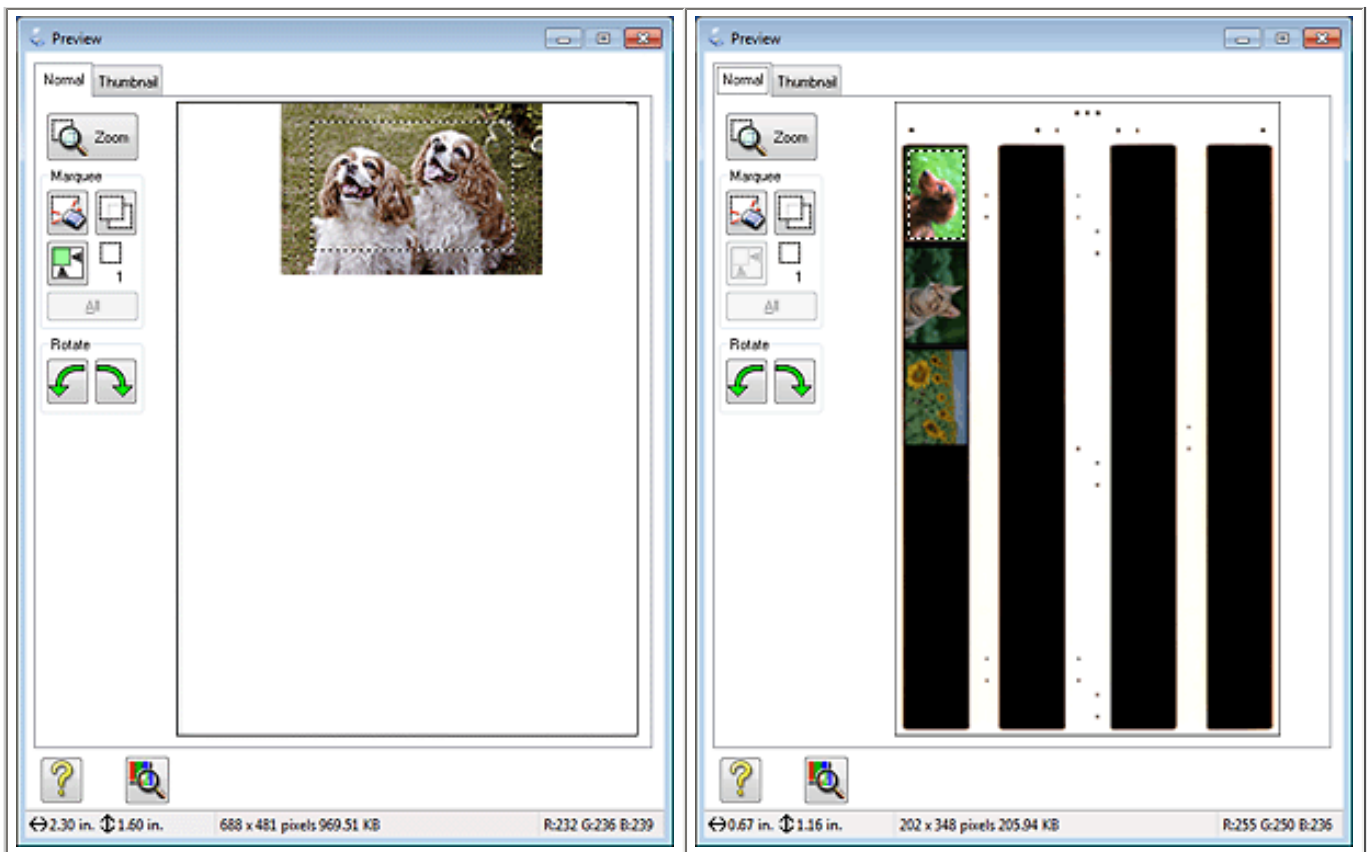 Preview
Normal Thumbnail
Zoom
Marquee
1
All
Rotate
2.30 in. 1.60 in. 688 x 481 pixels 969.51 KB R:232 G:236 B:239
Preview
Normal Thumbnail
Zoom
Marquee
1
All
Rotate
0.67 in. 1.16 in. 202 x 348 pixels 205.94 KB R:255 G:250 B:236